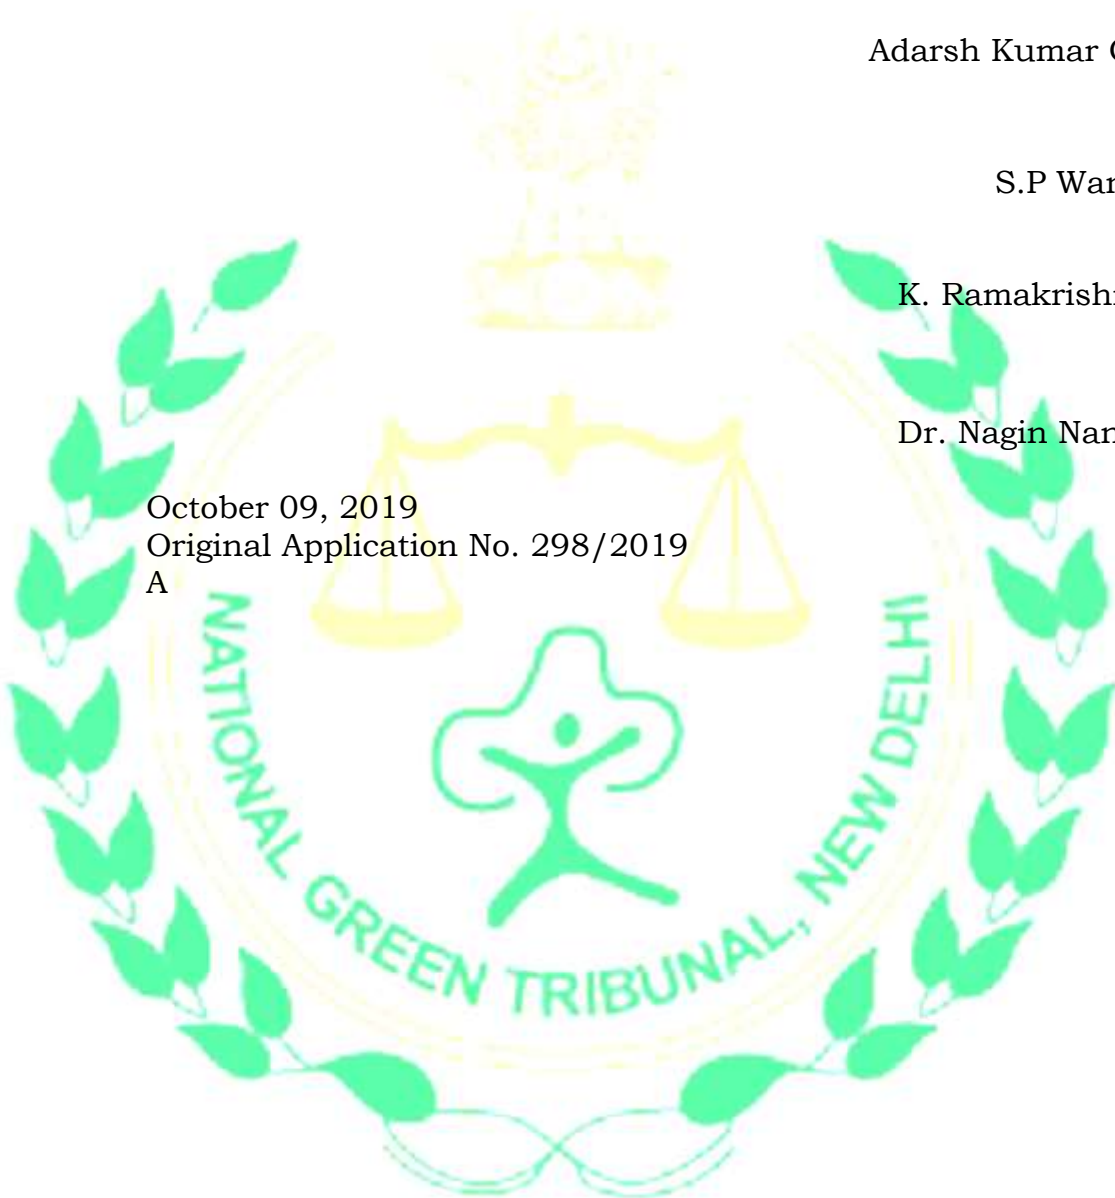 Adarsh Kumar
S.P
K.
Dr. Nagin
October 09, 2019
Original Application No. 298/2019
A
NATIONAL GREEN TRIBUNAL, NEW DELHI